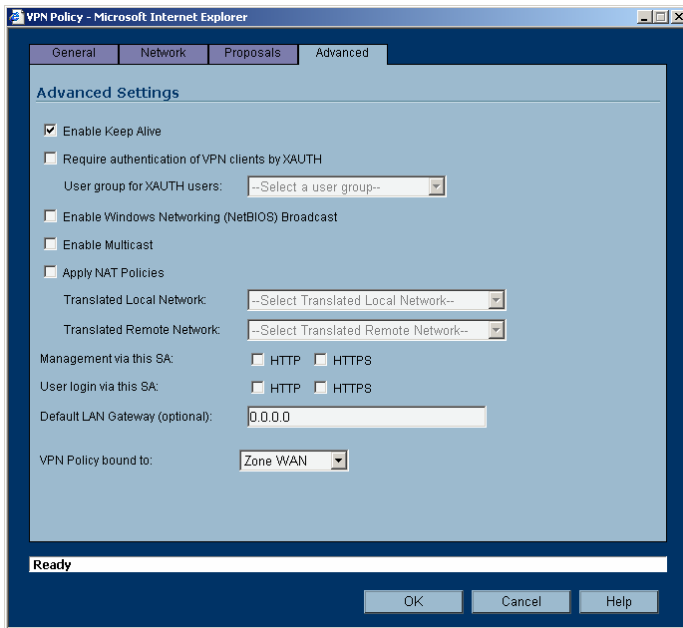 VPN Policy - Microsoft Internet Explorer
General Network Proposals Advanced
Advanced Settings
Enable Keep Alive
Require authentication of VPN clients by XAUTH
User group for XAUTH users: --Select a user group--
Enable Windows Networking (NetBIOS) Broadcast
Enable Multicast
Apply NAT Policies
Translated Local Network: --Select Translated Local Network--
Translated Remote Network: --Select Translated Remote Network--
Management via this SA: HTTP HTTPS
User login via this SA: HTTP HTTPS
Default LAN Gateway (optional): 0.0.0.0
VPN Policy bound to: Zone WAN
Ready
OK Cancel Help